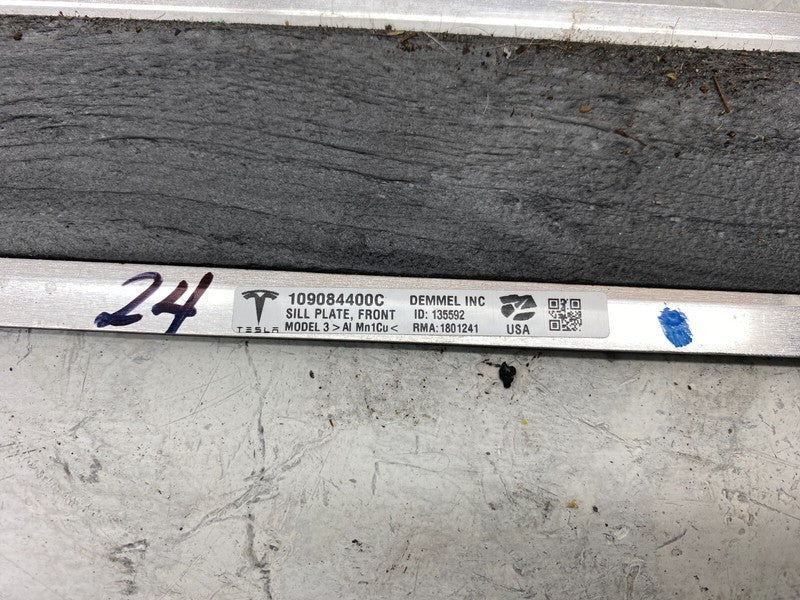 24
TESLA
109084400C
SILL PLATE, FRONT
MODEL 3 >Al Mn1Cu<
DEMMEL INC
ID: 135592
RMA:1801241
USA